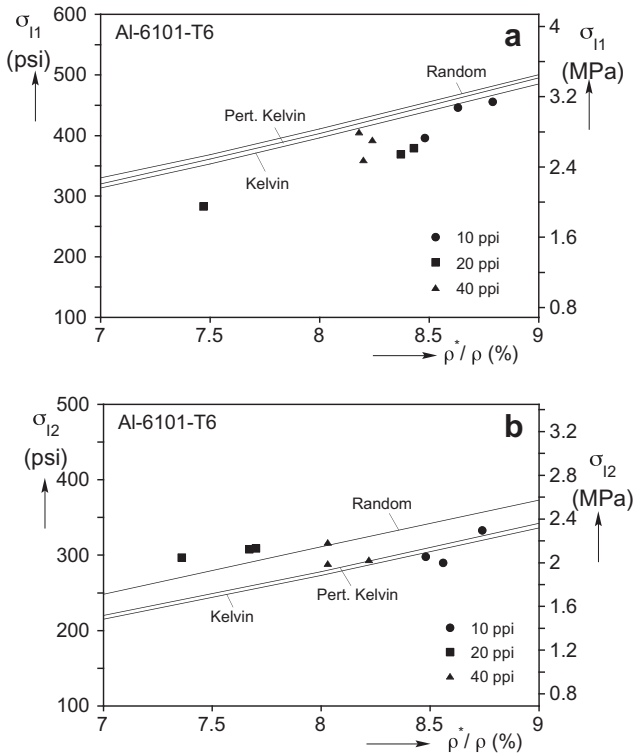 σI1
(psi)
600
500
400
300
200
100
Al-6101-T6
a
Random
Pert. Kelvin
Kelvin
10 ppi
20 ppi
40 ppi
4
3.2
2.4
1.6
0.8
σI1
(MPa)
7
7.5
8
8.5
9
ρ*/ ρ (%)
σI2
(psi)
500
400
300
200
100
Al-6101-T6
b
Random
Pert. Kelvin
Kelvin
10 ppi
20 ppi
40 ppi
3.2
2.8
2.4
2
1.6
1.2
0.8
σI2
(MPa)
7
7.5
8
8.5
9
ρ*/ ρ (%)